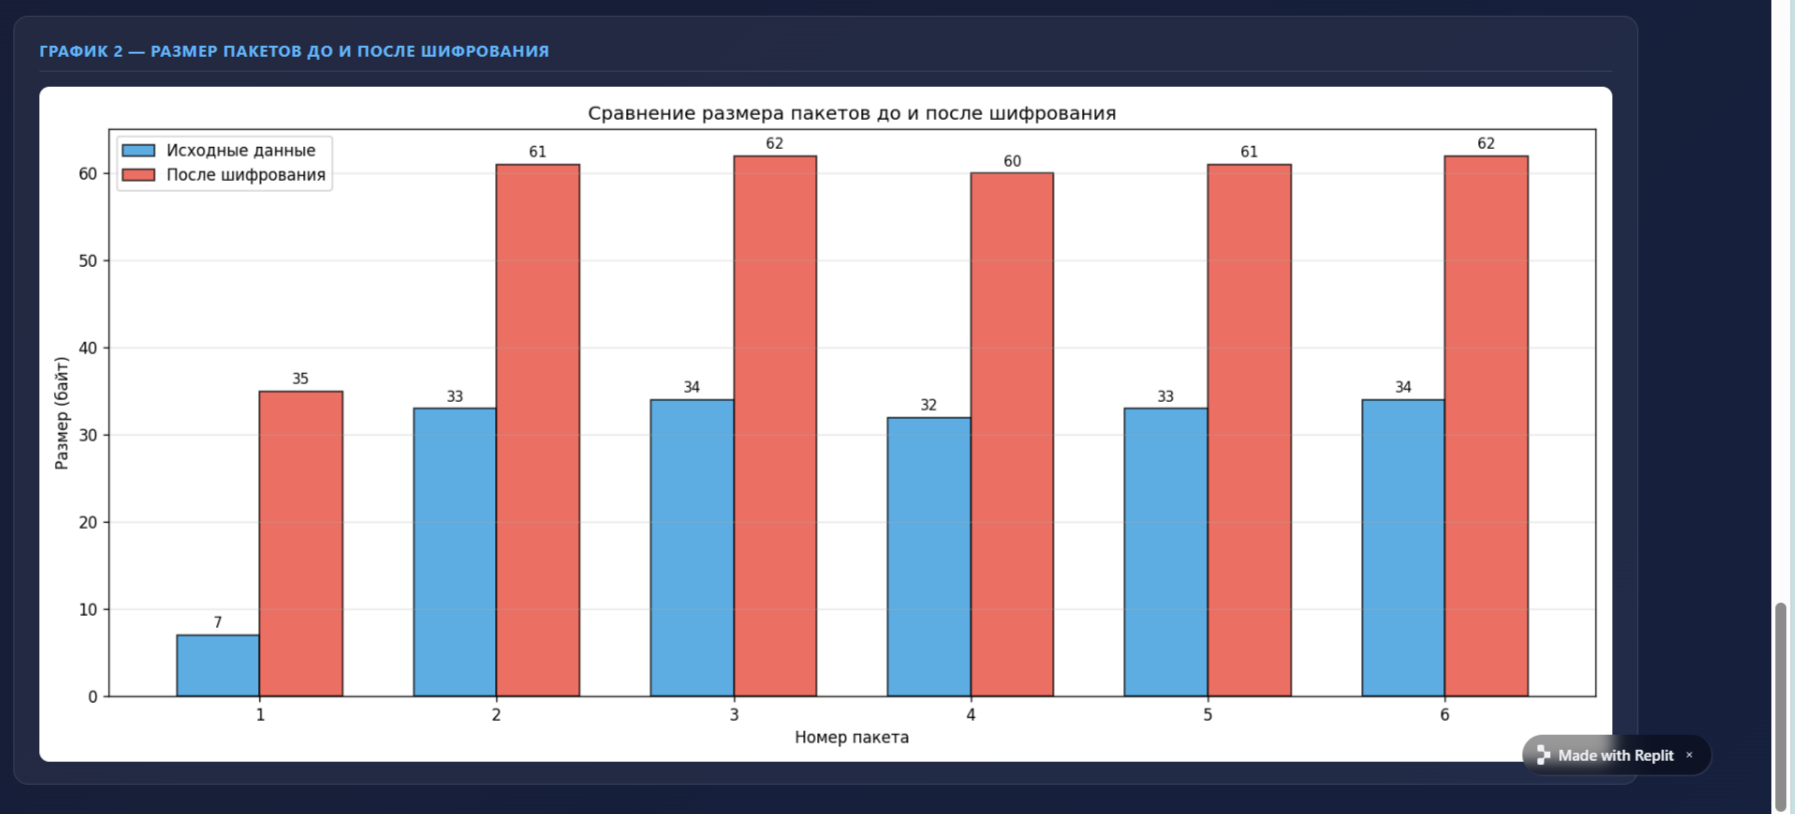 ГРАФИК 2 — РАЗМЕР ПАКЕТОВ ДО И ПОСЛЕ ШИФРОВАНИЯ
Сравнение размера пакетов до и после шифрования
Исходные данные
После шифрования
Размер (байт)
60
50
40
30
20
10
0
7
35
33
61
34
62
32
60
33
61
34
62
1 2 3 4 5 6
Номер пакета
Made with Replit ×